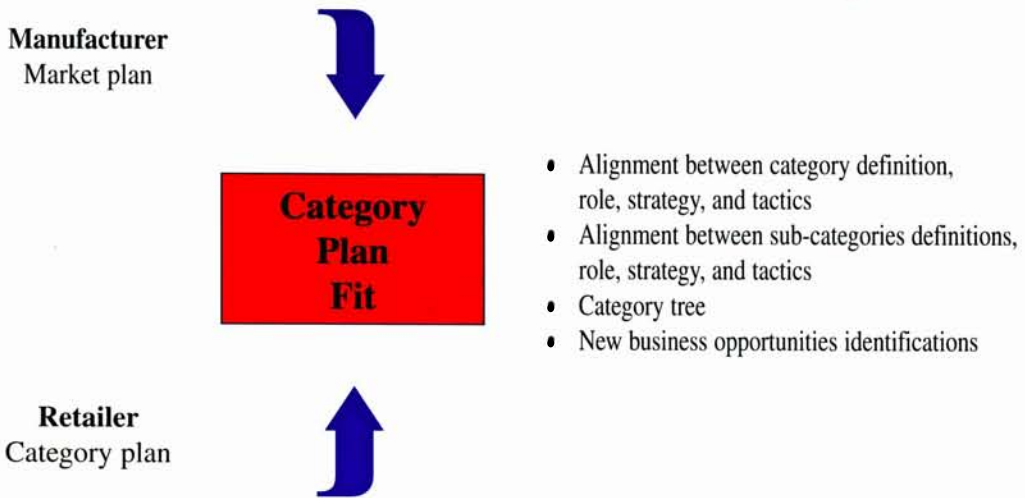 Manufacturer
Market plan
Category
Plan
Fit
• Alignment between category definition,
role, strategy, and tactics
• Alignment between sub-categories definitions,
role, strategy, and tactics
• Category tree
• New business opportunities identifications
Retailer
Category plan